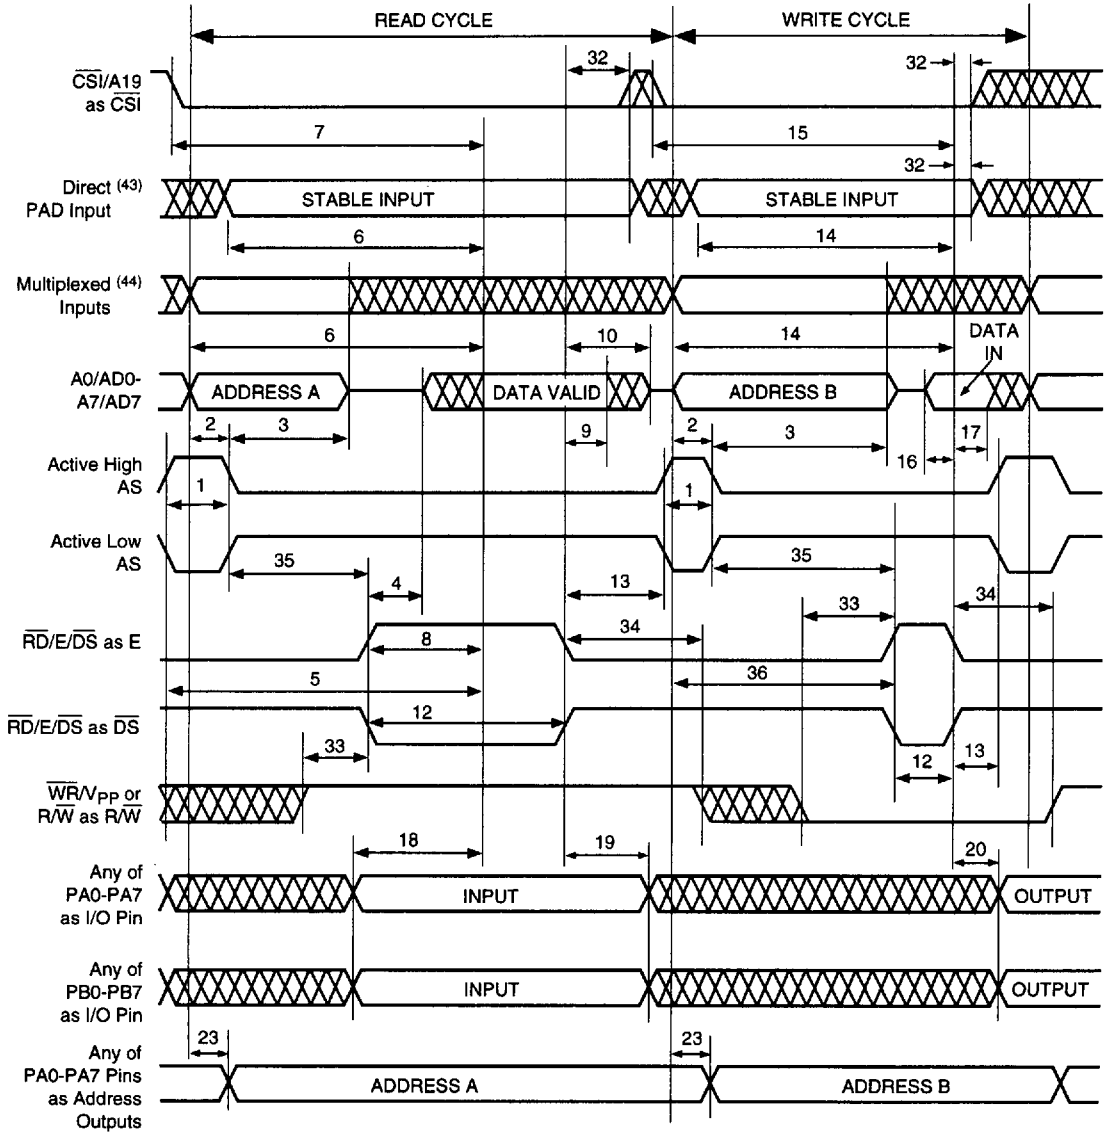 READ CYCLE
WRITE CYCLE
CSI/A19
as CSI
32
32
7
15
32
Direct (43)
PAD Input
STABLE INPUT
STABLE INPUT
6
14
Multiplexed (44)
Inputs
6
10
14
DATA
IN
A0/AD0-
A7/AD7
ADDRESS A
DATA VALID
ADDRESS B
2
3
9
2
3
16
17
Active High
AS
1
1
Active Low
AS
35
4
13
35
33
34
34
RD/E/DS as E
8
5
36
RD/E/DS as DS
12
33
12
13
WR/VPP or
R/W as R/W
18
19
20
Any of
PA0-PA7
as I/O Pin
INPUT
OUTPUT
Any of
PB0-PB7
as I/O Pin
INPUT
OUTPUT
23
23
Any of
PA0-PA7 Pins
as Address
Outputs
ADDRESS A
ADDRESS B